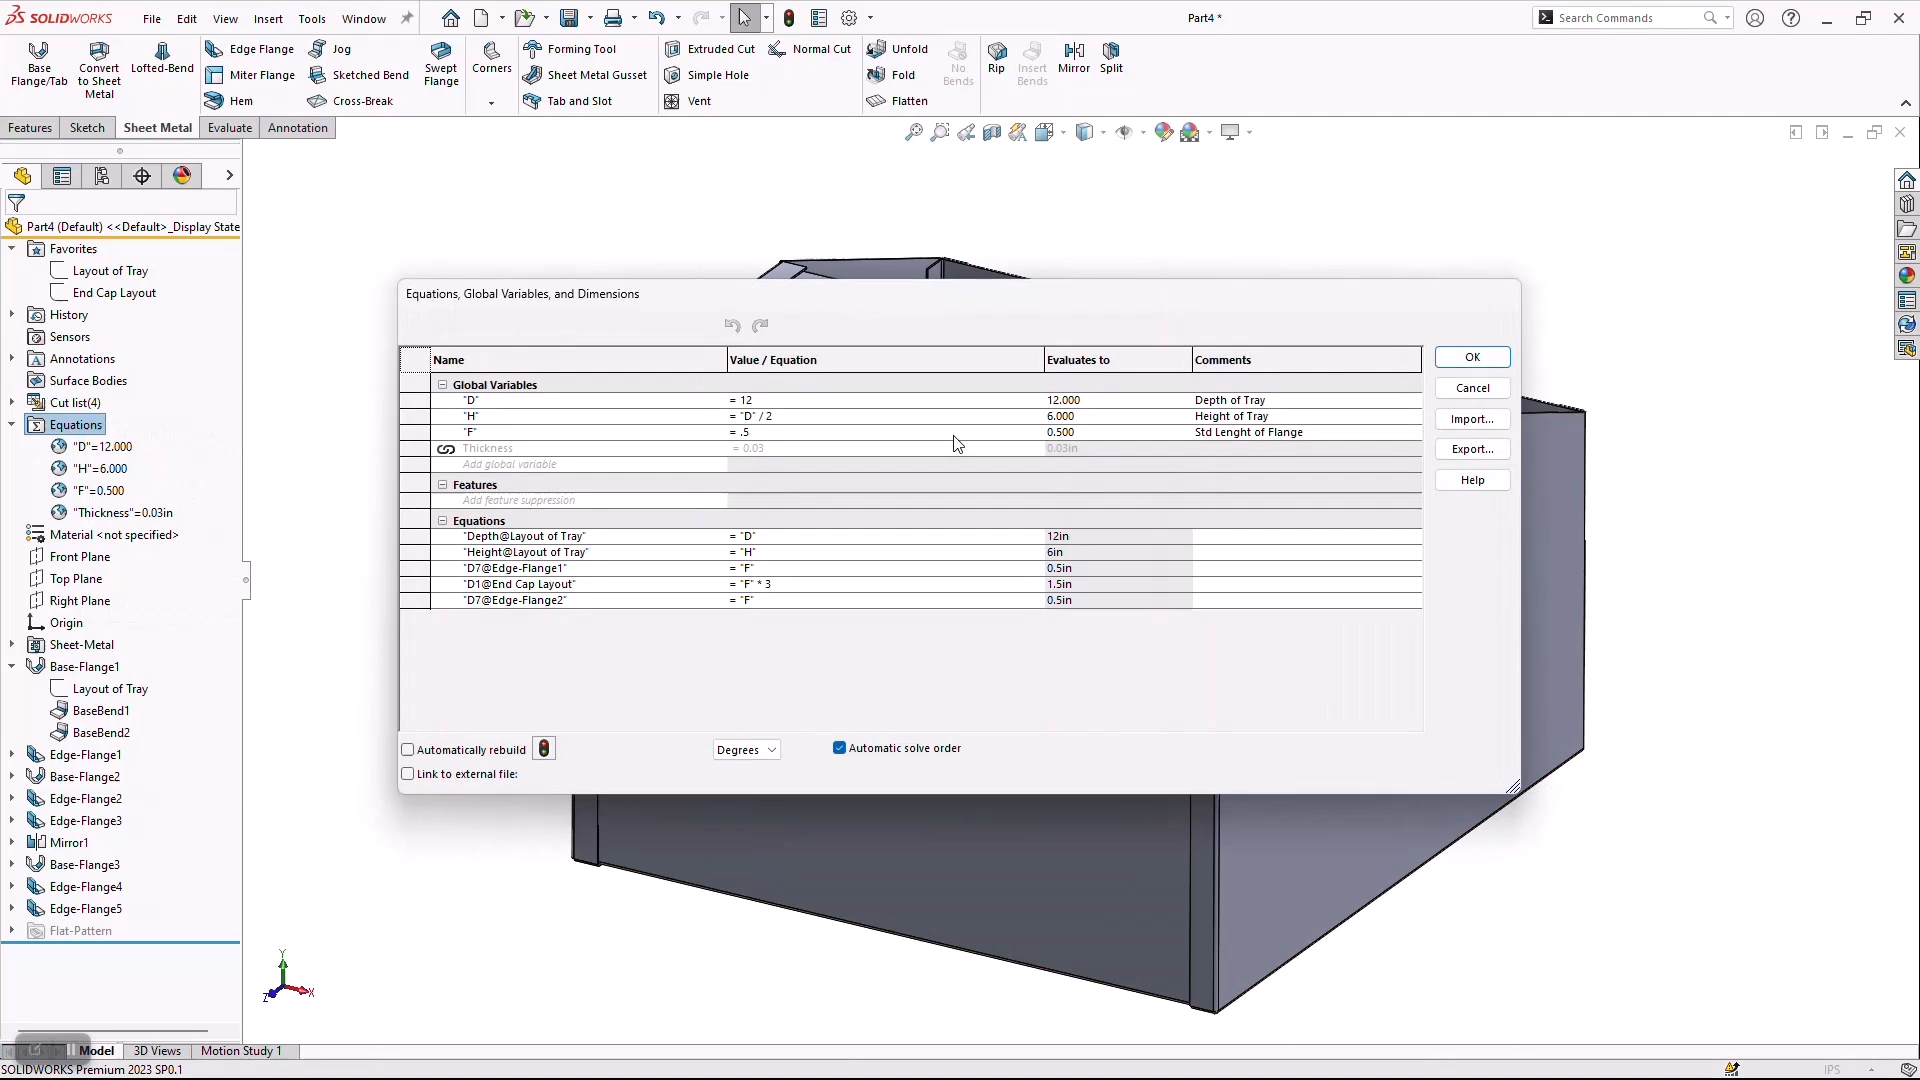 SOLIDWORKS File Edit View Insert Tools Window Part4 * Search Commands
Base Flange/Tab
Convert to Sheet Metal
Lofted-Bend
Edge Flange
Miter Flange
Hem
Jog
Sketched Bend
Cross-Break
Swept Flange
Corners
Forming Tool
Sheet Metal Gusset
Tab and Slot
Extruded Cut
Simple Hole
Vent
Normal Cut
Unfold
Fold
Flatten
No Bends
Rip
Insert Bends
Mirror
Split
Features Sketch Sheet Metal Evaluate Annotation
Part4 (Default) <<Default>_Display State
Favorites
Layout of Tray
End Cap Layout
History
Sensors
Annotations
Surface Bodies
Cut list(4)
Equations
"D"=12.000
"H"=6.000
"F"=0.500
"Thickness"=0.03in
Material <not specified>
Front Plane
Top Plane
Right Plane
Origin
Sheet-Metal
Base-Flange1
Layout of Tray
BaseBend1
BaseBend2
Edge-Flange1
Base-Flange2
Edge-Flange2
Edge-Flange3
Mirror1
Base-Flange3
Edge-Flange4
Edge-Flange5
Flat-Pattern
Equations, Global Variables, and Dimensions
Name Value / Equation Evaluates to Comments
Global Variables
"D" = 12 12.000 Depth of Tray
"H" = "D" / 2 6.000 Height of Tray
"F" = .5 0.500 Std Lenght of Flange
Thickness = 0.03 0.03in
Add global variable
Features
Add feature suppression
Equations
"Depth@Layout of Tray" = "D" 12in
"Height@Layout of Tray" = "H" 6in
"D7@Edge-Flange1" = "F" 0.5in
"D1@End Cap Layout" = "F" * 3 1.5in
"D7@Edge-Flange2" = "F" 0.5in
OK
Cancel
Import...
Export...
Help
Automatically rebuild Degrees Automatic solve order
Link to external file:
Y
Z X
Model 3D Views Motion Study 1
SOLIDWORKS Premium 2023 SP0.1 IPS